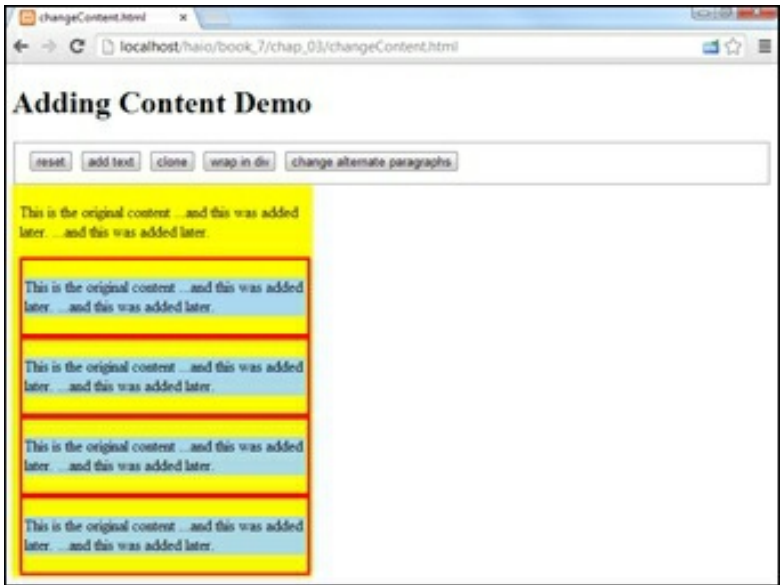 changeContent.html
localhost/haio/book_7/chap_03/changeContent.html
Adding Content Demo
reset add text clone wrap in div change alternate paragraphs
This is the original content ...and this was added
later. ...and this was added later.
This is the original content ...and this was added
later. ...and this was added later.
This is the original content ...and this was added
later. ...and this was added later.
This is the original content ...and this was added
later. ...and this was added later.
This is the original content ...and this was added
later. ...and this was added later.